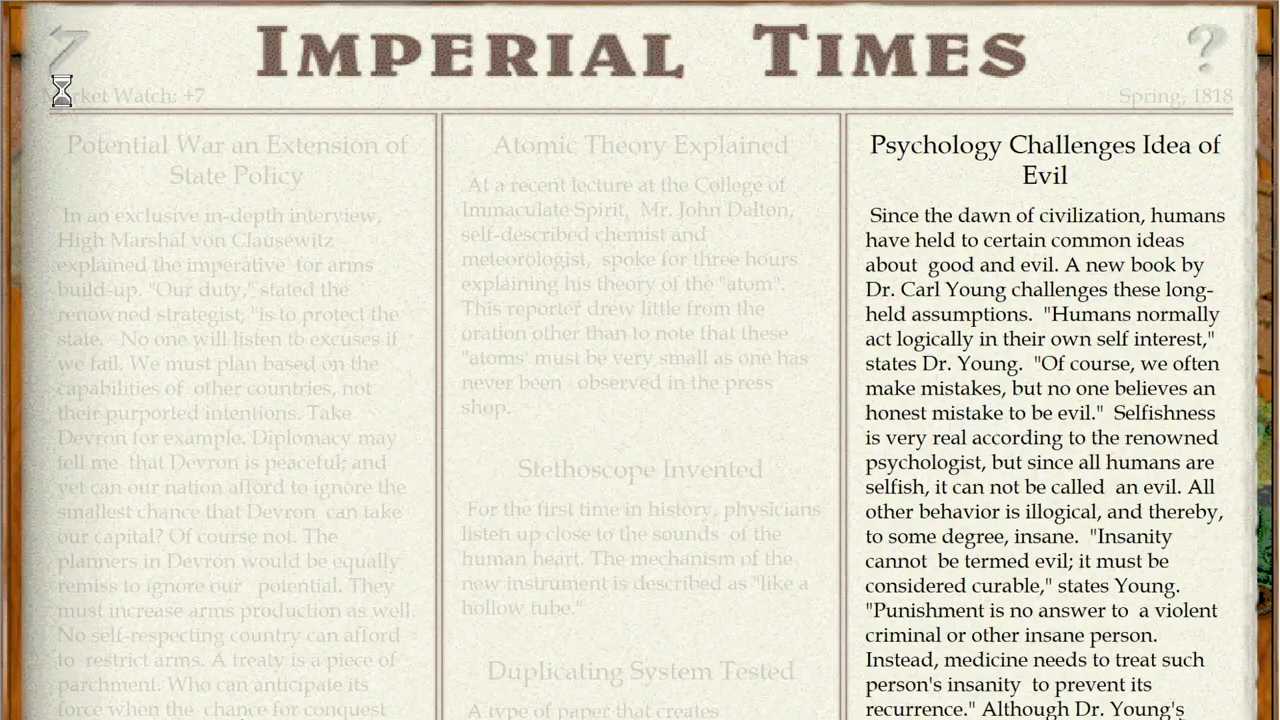 IMPERIAL TIMES
Market Watch: +7
Spring, 1818
Potential War an Extension of
State Policy
In an exclusive in-depth interview,
High Marshal von Clausewitz
explained the imperative for arms
build-up. "Our duty," stated the
renowned strategist, "is to protect the
state. No one will listen to excuses if
we fail. We must plan based on the
capabilities of other countries, not
their purported intentions. Take
Devron for example. Diplomacy may
tell me that Devron is peaceful; and
yet can our nation afford to ignore the
smallest chance that Devron can take
our capital? Of course not. The
planners in Devron would be equally
remiss to ignore our potential. They
must increase arms production as well.
No self-respecting country can afford
to restrict arms. A treaty is a piece of
parchment. Who can anticipate its
force when the chance for conquest
Atomic Theory Explained
At a recent lecture at the College of
Immaculate Spirit, Mr. John Dalton,
self-described chemist and
meteorologist, spoke for three hours
explaining his theory of the "atom".
This reporter drew little from the
oration other than to note that these
"atoms' must be very small as one has
never been observed in the press
shop.
Stethoscope Invented
For the first time in history, physicians
listen up close to the sounds of the
human heart. The mechanism of the
new instrument is described as "like a
hollow tube."
Duplicating System Tested
A type of paper that creates
Psychology Challenges Idea of
Evil
Since the dawn of civilization, humans
have held to certain common ideas
about good and evil. A new book by
Dr. Carl Young challenges these long-
held assumptions. "Humans normally
act logically in their own self interest,"
states Dr. Young. "Of course, we often
make mistakes, but no one believes an
honest mistake to be evil." Selfishness
is very real according to the renowned
psychologist, but since all humans are
selfish, it can not be called an evil. All
other behavior is illogical, and thereby,
to some degree, insane. "Insanity
cannot be termed evil; it must be
considered curable," states Young.
"Punishment is no answer to a violent
criminal or other insane person.
Instead, medicine needs to treat such
person's insanity to prevent its
recurrence." Although Dr. Young's